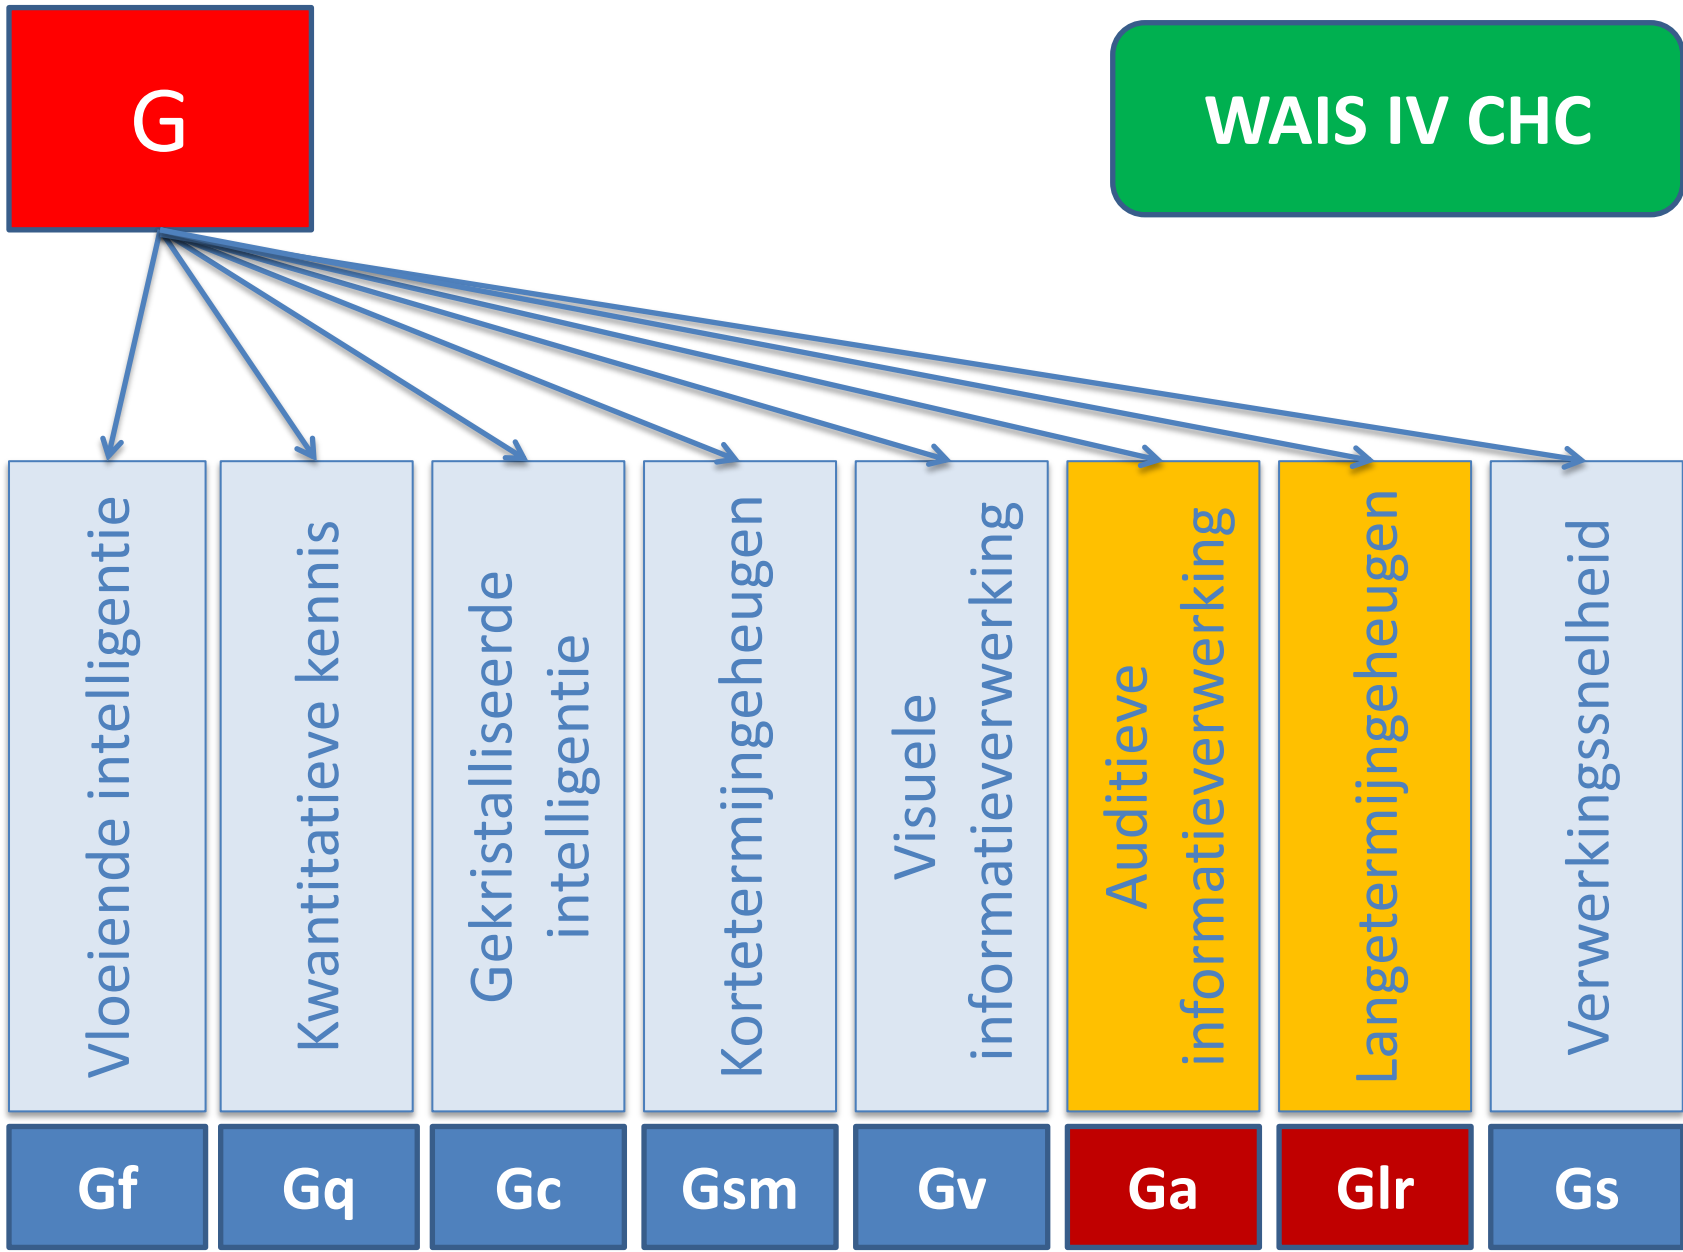 G
WAIS IV CHC
Vloeiende intelligentie
Kwantitatieve kennis
Gekristalliseerde
intelligentie
Kortetermijngeheugen
Visuele
informatieverwerking
Auditieve
informatieverwerking
Langetermijngeheugen
Verwerkingssnelheid
Gf
Gq
Gc
Gsm
Gv
Ga
Glr
Gs